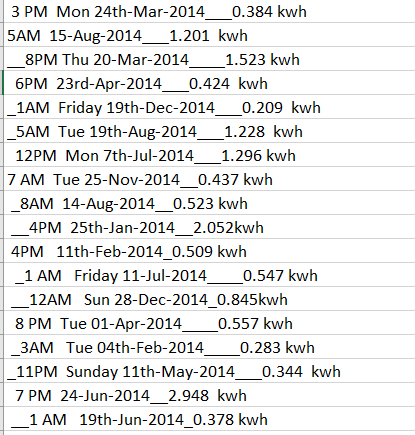 3 PM  Mon 24th-Mar-2014___0.384 kwh
5AM  15-Aug-2014___1.201  kwh
__8PM Thu 20-Mar-2014____1.523 kwh
6PM  23rd-Apr-2014___0.424  kwh
_1AM  Friday 19th-Dec-2014___0.209  kwh
_5AM  Tue 19th-Aug-2014___1.228  kwh
12PM  Mon 7th-Jul-2014___1.296 kwh
7 AM  Tue 25-Nov-2014__0.437 kwh
_8AM  14-Aug-2014__0.523 kwh
__4PM  25th-Jan-2014__2.052kwh
4PM   11th-Feb-2014_0.509 kwh
_1 AM   Friday 11-Jul-2014____0.547 kwh
__12AM   Sun 28-Dec-2014_0.845kwh
8 PM  Tue 01-Apr-2014____0.557 kwh
_3AM   Tue 04th-Feb-2014____0.283 kwh
_11PM  Sunday 11th-May-2014___0.344  kwh
7 PM  24-Jun-2014__2.948  kwh
__1 AM   19th-Jun-2014_0.378 kwh